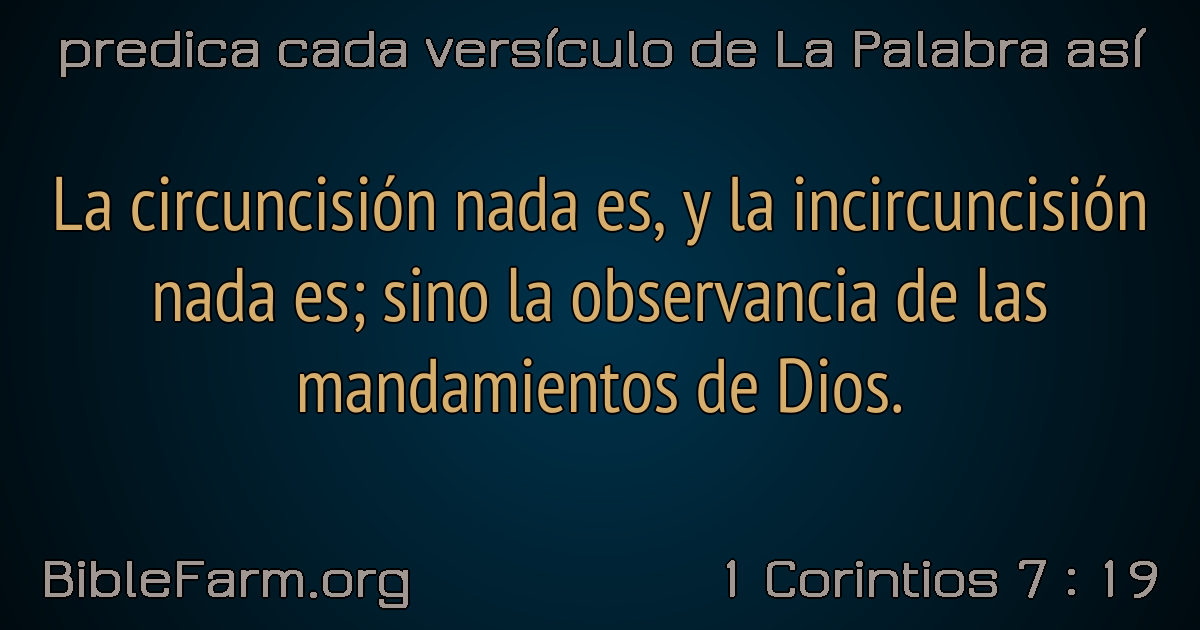 predica cada versículo de La Palabra así
La circuncisión nada es, y la incircuncisión
nada es; sino la observancia de las
mandamientos de Dios.
BibleFarm.org
1 Corintios 7 : 19